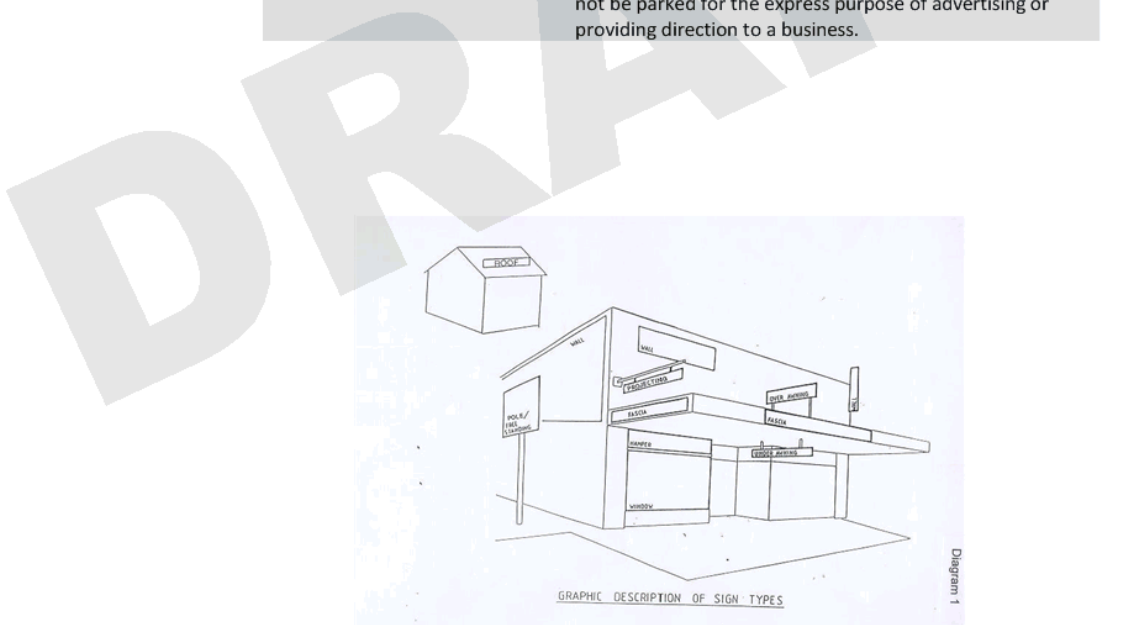 not be parked for the express purpose of advertising or
providing direction to a business.
DRAF
ROOF
WALL
WALL
PROJECTING
OVER AWNING
FASCIA
FASCIA
POLE/
FREE
STANDING
HAMPER
UNDER AWNING
WINDOW
Diagram 1
GRAPHIC DESCRIPTION OF SIGN TYPES